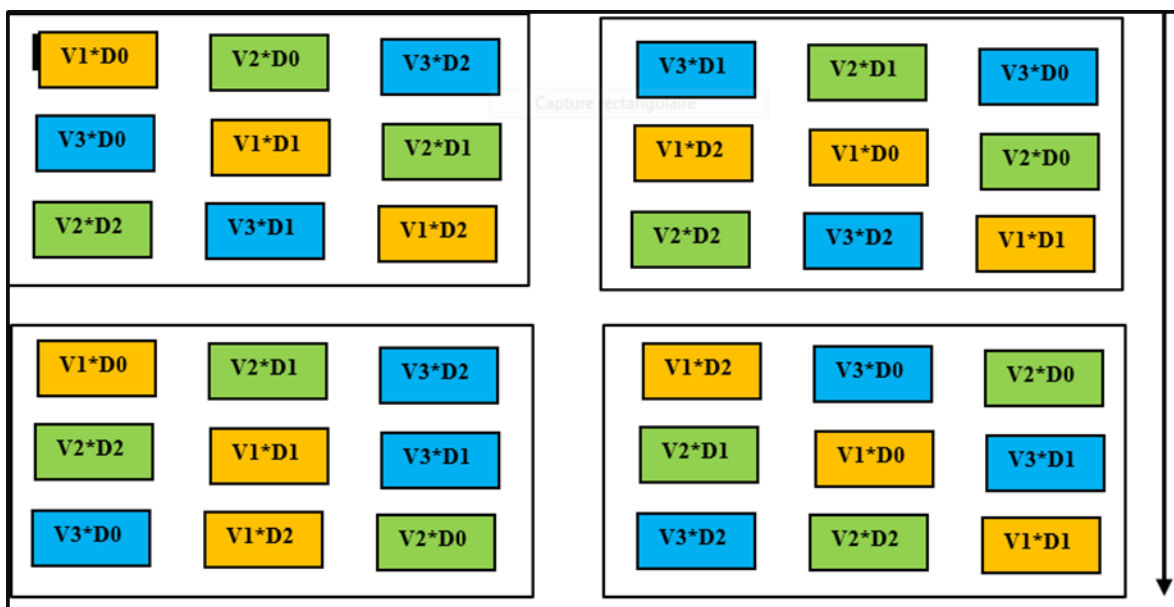 V1*D0 V2*D0 V3*D2
V3*D0 V1*D1 V2*D1
V2*D2 V3*D1 V1*D2
V3*D1 V2*D1 V3*D0
Capture rectangulaire
V1*D2 V1*D0 V2*D0
V2*D2 V3*D2 V1*D1
V1*D0 V2*D1 V3*D2
V2*D2 V1*D1 V3*D1
V3*D0 V1*D2 V2*D0
V1*D2 V3*D0 V2*D0
V2*D1 V1*D0 V3*D1
V3*D2 V2*D2 V1*D1